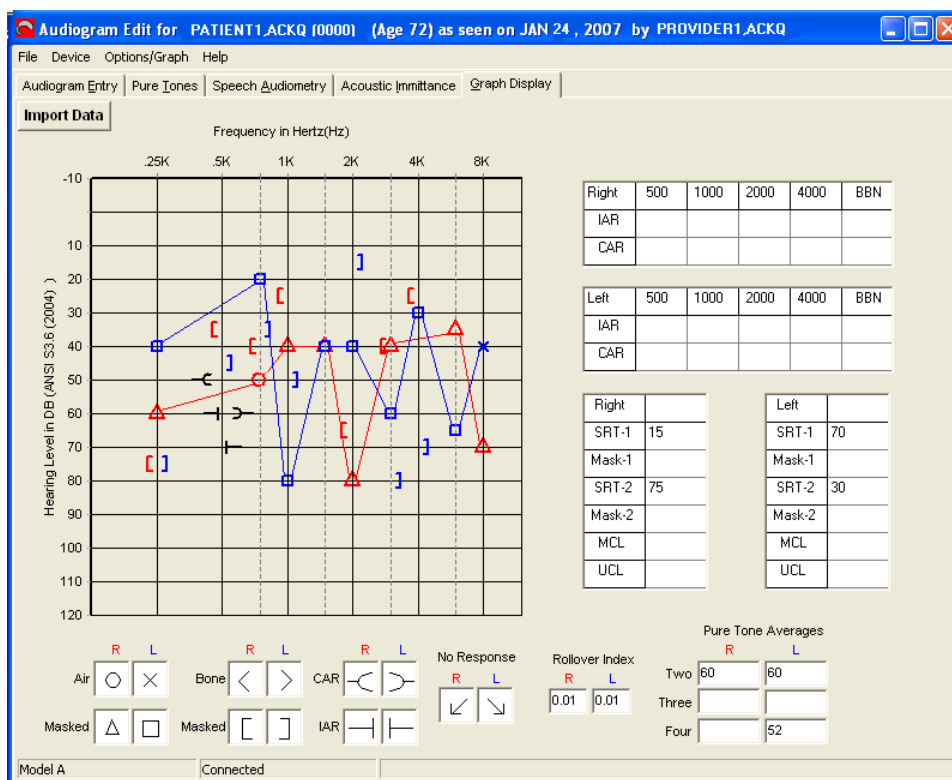 Audiogram Edit for PATIENT1,ACKQ (0000) (Age 72) as seen on JAN 24 , 2007 by PROVIDER1,ACKQ
File Device Options/Graph Help
Audiogram Entry Pure Tones Speech Audiometry Acoustic Immittance Graph Display
Import Data
Frequency in Hertz(Hz)
.25K .5K 1K 2K 4K 8K
Hearing Level in DB (ANSI S3.6 (2004) )
-10
10
20
30
40
50
60
70
80
90
100
110
120
Right 500 1000 2000 4000 BBN
IAR
CAR
Left 500 1000 2000 4000 BBN
IAR
CAR
Right
SRT-1 15
Mask-1
SRT-2 75
Mask-2
MCL
UCL
Left
SRT-1 70
Mask-1
SRT-2 30
Mask-2
MCL
UCL
R L
Air
Masked
R L
Bone
Masked
R L
CAR
IAR
No Response
R L
Rollover Index
R L
0.01 0.01
Pure Tone Averages
R L
Two 60 60
Three
Four 52
Model A Connected